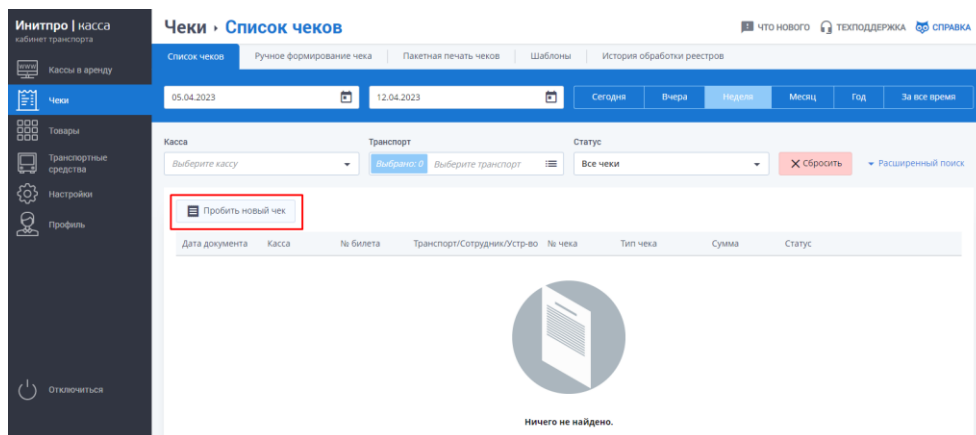 Инитпро | касса
кабинет транспорта
Чеки › Список чеков
ЧТО НОВОГО ТЕХПОДДЕРЖКА СПРАВКА
Список чеков Ручное формирование чека Пакетная печать чеков Шаблоны История обработки реестров
www Кассы в аренду
Чеки
05.04.2023 12.04.2023 Сегодня Вчера Неделя Месяц Год За все время
Товары
Транспортные средства
Настройки
Профиль
Касса Транспорт Статус
Выберите кассу Выбрано: 0 Выберите транспорт Все чеки Сбросить Расширенный поиск
Пробить новый чек
Дата документа Касса № билета Транспорт/Сотрудник/Устр-во № чека Тип чека Сумма Статус
Отключиться
Ничего не найдено.